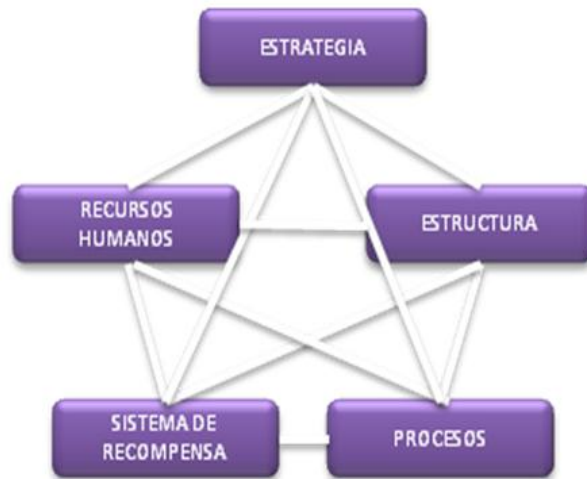 ESTRATEGIA
RECURSOS
HUMANOS
ESTRUCTURA
SISTEMA DE
RECOMPENSA
PROCESOS